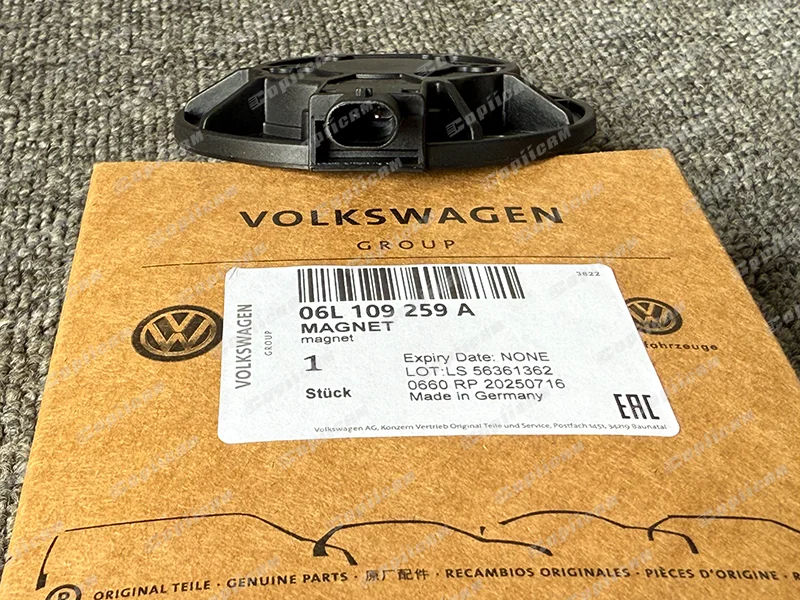 VOLKSWAGEN
GROUP
3622
06L 109 259 A
MAGNET
magnet
1
Stück
Expiry Date: NONE
LOT:LS 56361362
0660 RP 20250716
Made in Germany
EAC
VOLKSWAGEN
GROUP
Volkswagen AG, Konzern Vertrieb Original Teile und Service, Postfach 1451, 34219 Baunatal
fahrzeuge
ORIGINAL TEILE · GENUINE PARTS · 原厂配件 · RECAMBIOS ORIGINALES · PIÈCES D'ORIGINE · R
COPIICAM